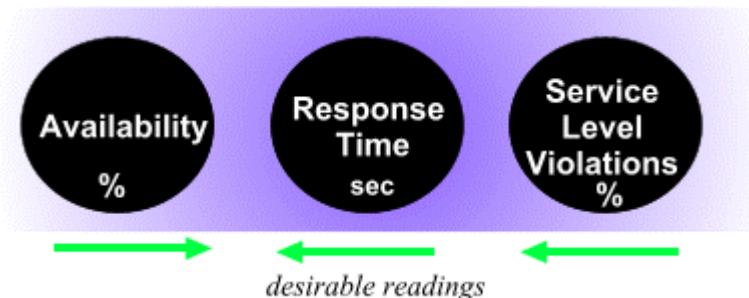 Availability
%
Response
Time
sec
Service
Level
Violations
%
desirable readings